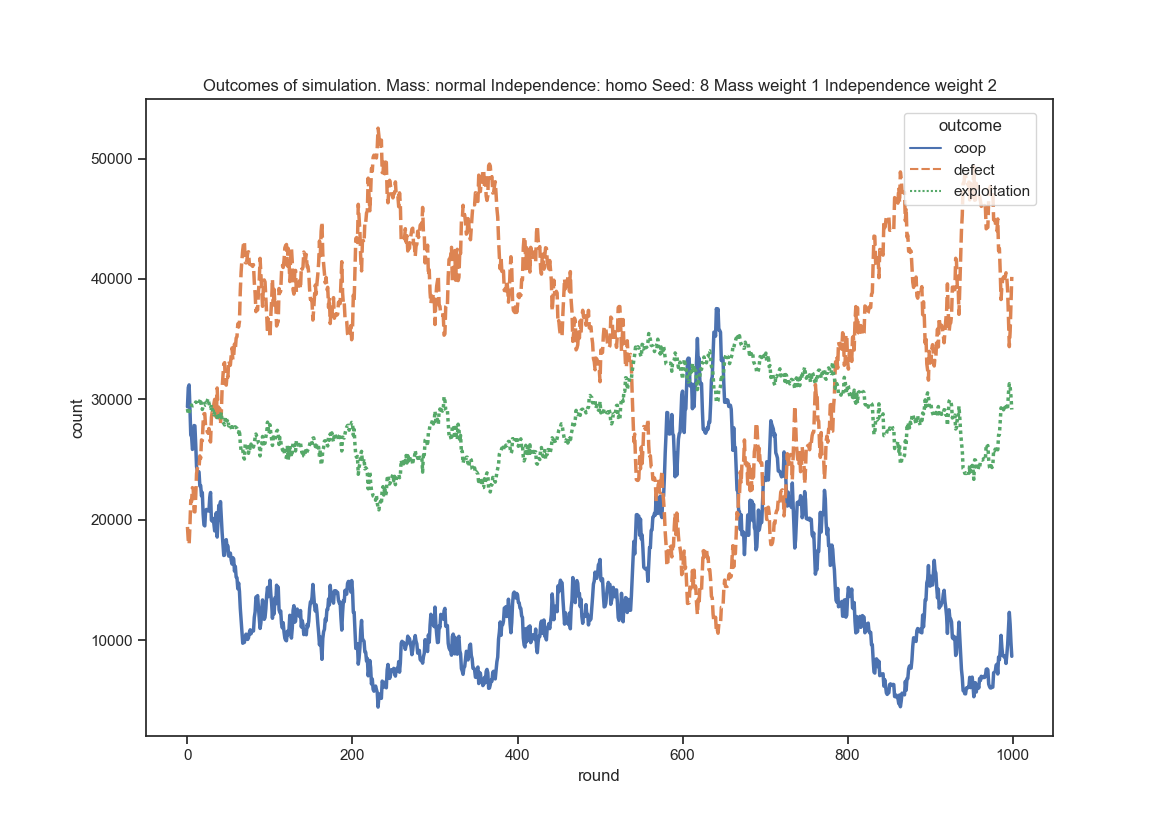 Outcomes of simulation. Mass: normal Independence: homo Seed: 8 Mass weight 1 Independence weight 2
outcome
coop
defect
exploitation
50000
40000
30000
20000
10000
count
0 200 400 600 800 1000
round